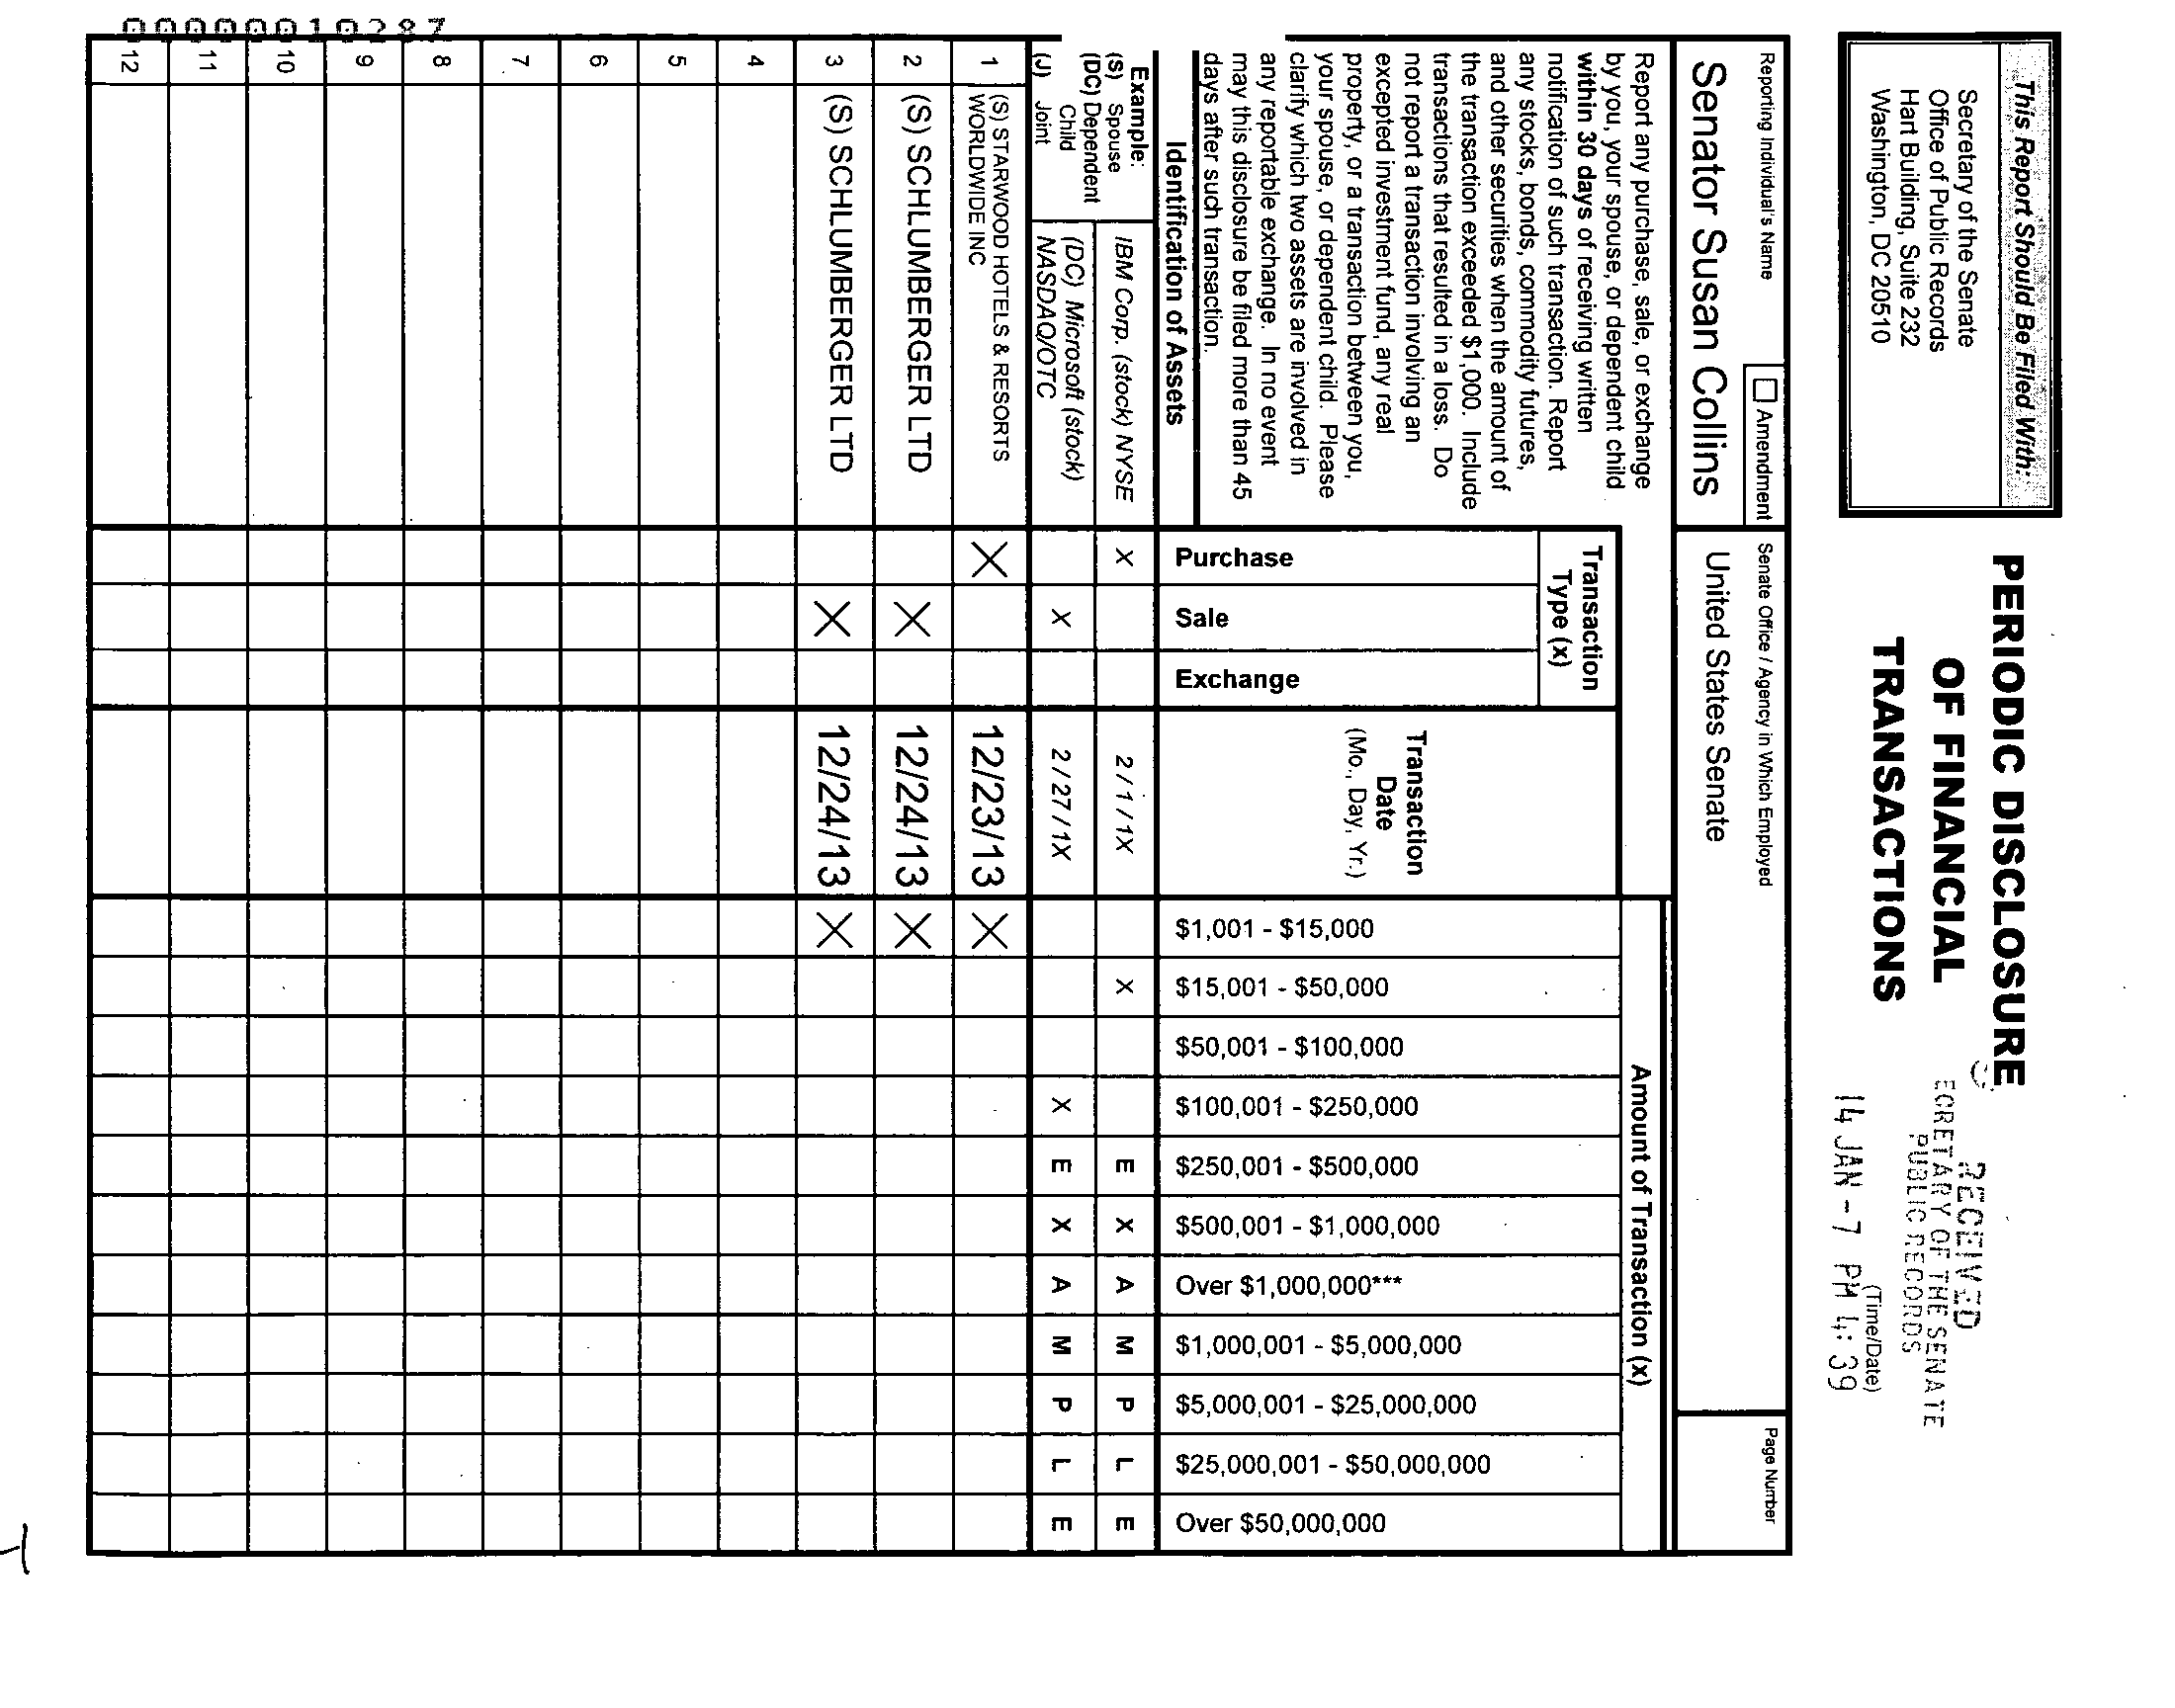 This Report Should Be Filed With:
Secretary of the Senate
Office of Public Records
Hart Building, Suite 232
Washington, DC 20510
PERIODIC DISCLOSURE
OF FINANCIAL
TRANSACTIONS
RECEIVED
SECRETARY OF THE SENATE
PUBLIC RECORDS
(Time/Date)
14 JAN -7 PM 4:39
Reporting Individual's Name
Amendment
Senate Office / Agency in Which Employed
Page Number
Senator Susan Collins
United States Senate
Report any purchase, sale, or exchange
by you, your spouse, or dependent child
within 30 days of receiving written
notification of such transaction. Report
any stocks, bonds, commodity futures,
and other securities when the amount of
the transaction exceeded $1,000. Include
transactions that resulted in a loss. Do
not report a transaction involving an
excepted investment fund, any real
property, or a transaction between you,
your spouse, or dependent child. Please
clarify which two assets are involved in
any reportable exchange. In no event
may this disclosure be filed more than 45
days after such transaction.
Identification of Assets
Transaction
Type (x)
Purchase
Sale
Exchange
Transaction
Date
(Mo., Day, Yr.)
Amount of Transaction (x)
$1,001 - $15,000
$15,001 - $50,000
$50,001 - $100,000
$100,001 - $250,000
$250,001 - $500,000
$500,001 - $1,000,000
Over $1,000,000***
$1,000,001 - $5,000,000
$5,000,001 - $25,000,000
$25,000,001 - $50,000,000
Over $50,000,000
Example:
(S) Spouse
(DC) Dependent
Child
(J) Joint
IBM Corp. (stock) NYSE X 2 / 1 / 1X X E X A M P L E
(DC) Microsoft (stock)
NASDAQ/OTC X 2 / 27 / 1X X E X A M P L E
1 (S) STARWOOD HOTELS & RESORTS
WORLDWIDE INC X 12/23/13 X
2 (S) SCHLUMBERGER LTD X 12/24/13 X
3 (S) SCHLUMBERGER LTD X 12/24/13 X
4
5
6
7
8
9
10
11
12
00000010287